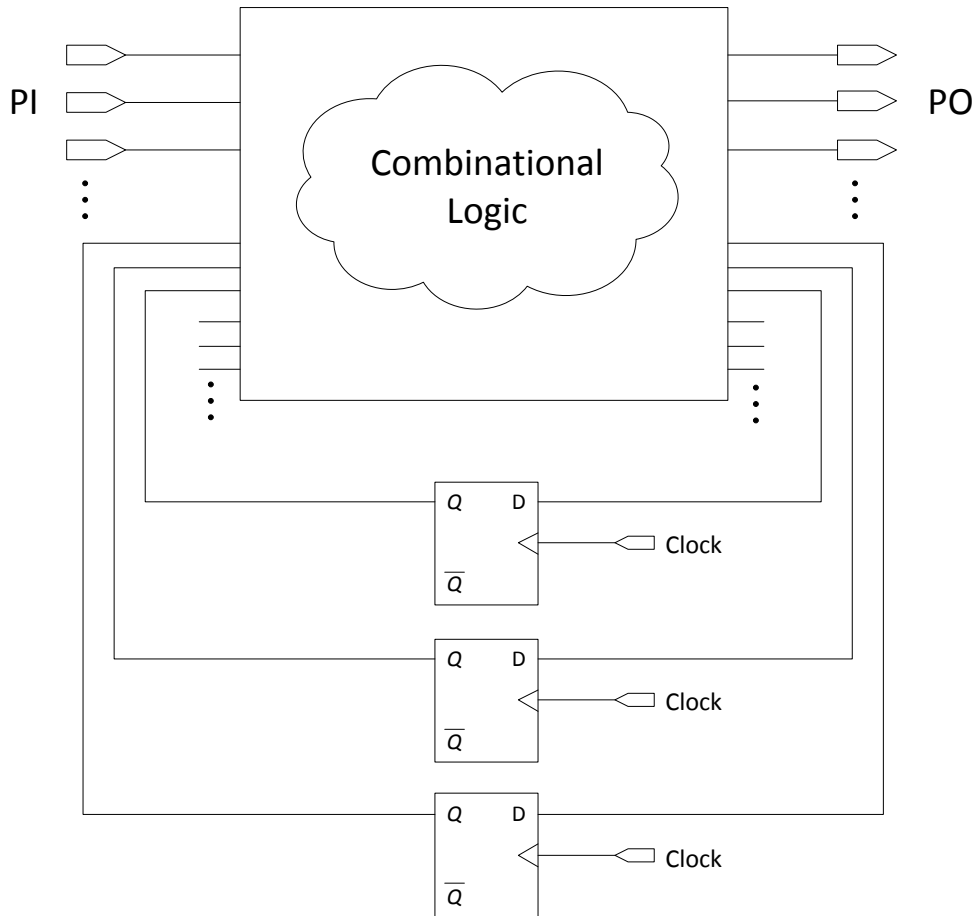 PI
PO
Combinational
Logic
Q D
Clock
Q̅
Q D
Clock
Q̅
Q D
Clock
Q̅